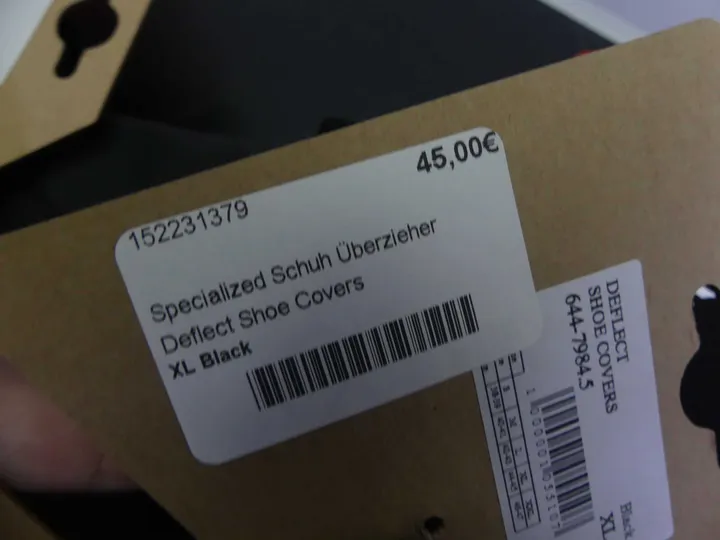 152231379
45,00€
Specialized Schuh Überzieher
Deflect Shoe Covers
XL Black
DEFLECT
SHOE COVERS
644-7984.5
Black
XL